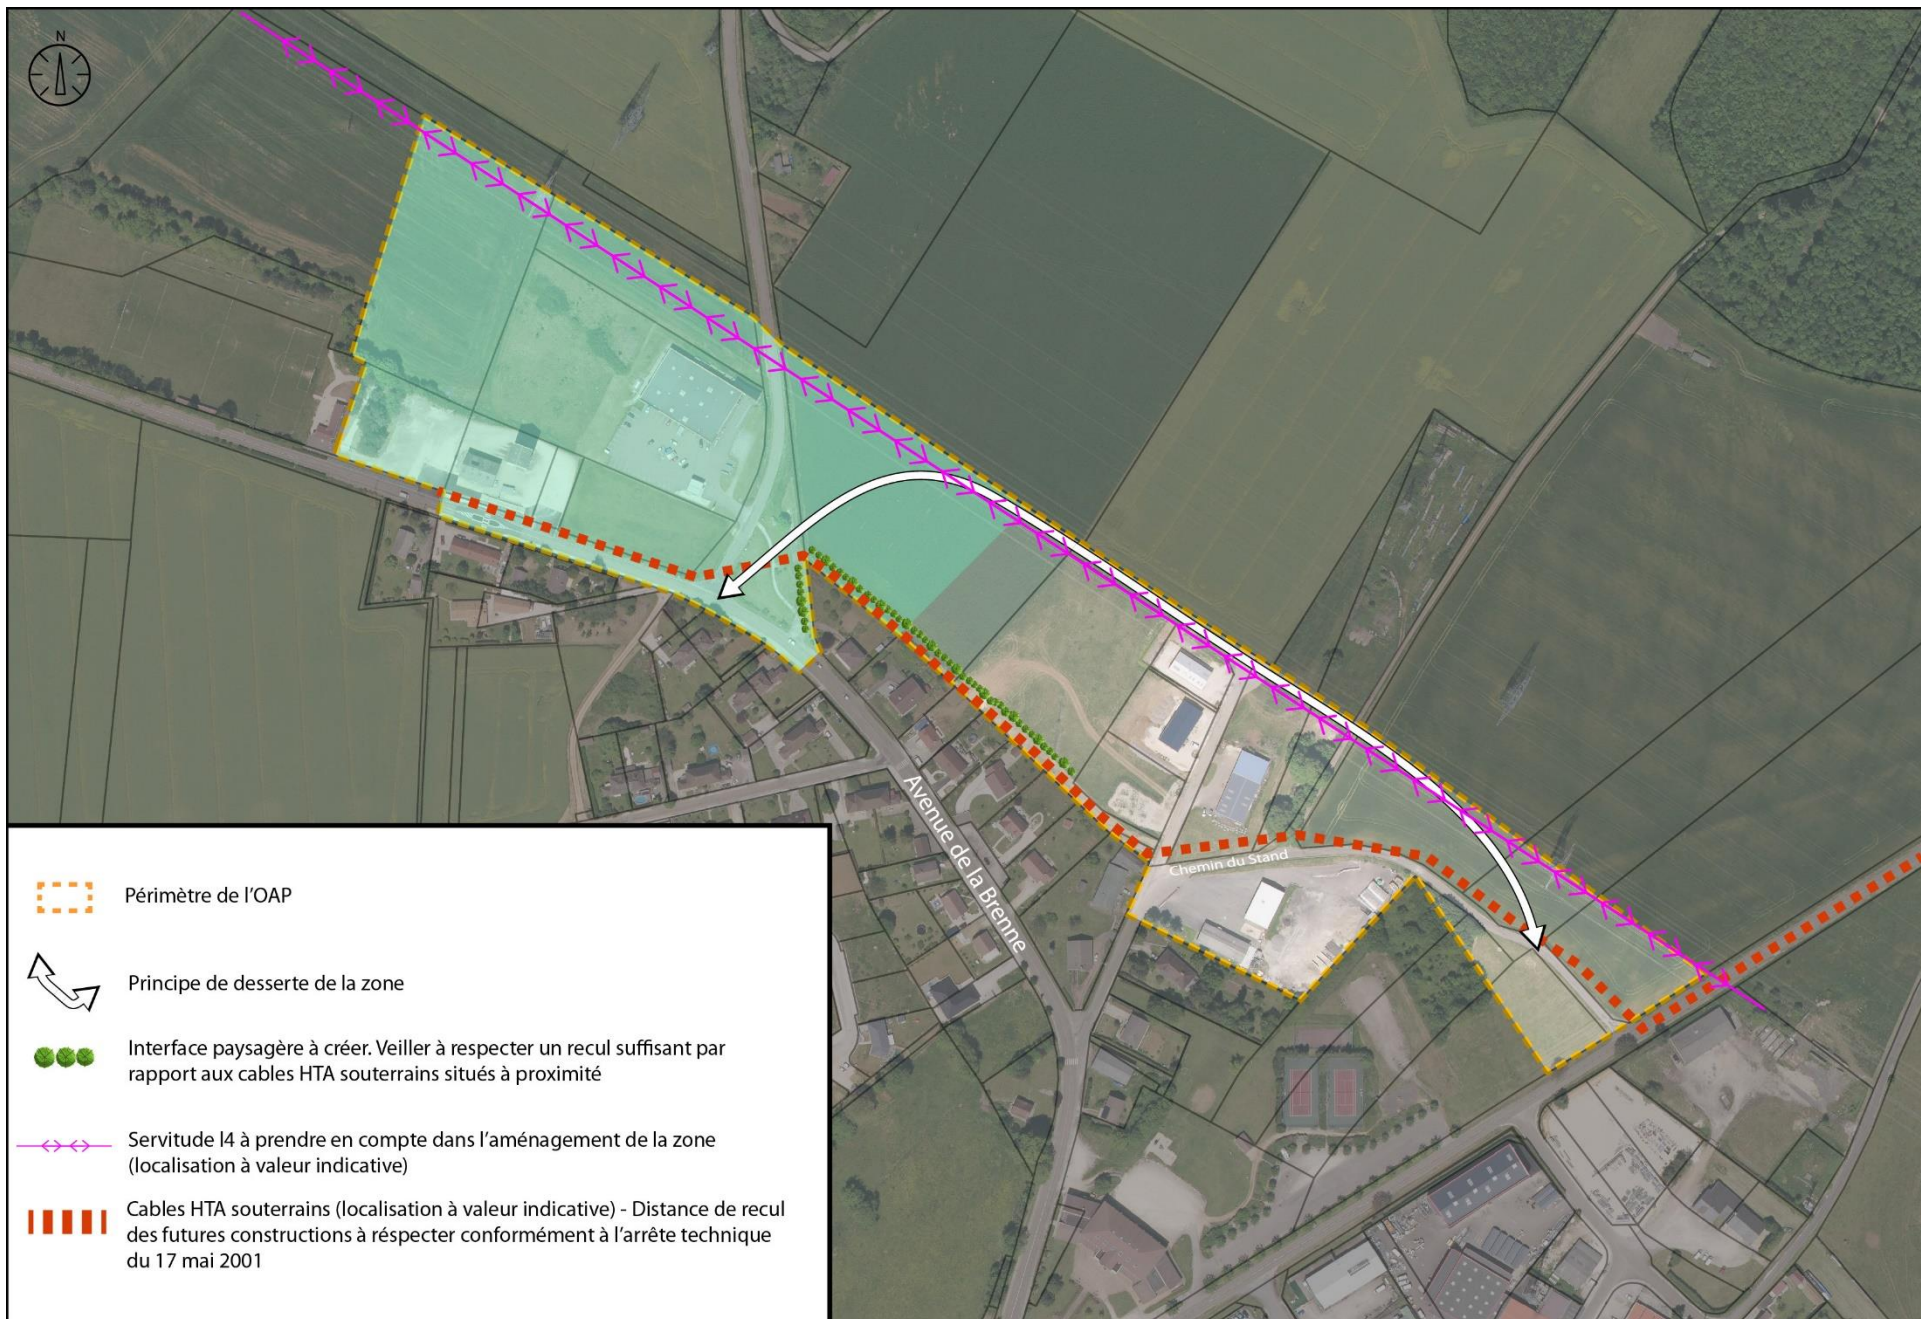 N
Avenue de la Brenne
Chemin du Stand
Périmètre de l'OAP
Principe de desserte de la zone
Interface paysagère à créer. Veiller à respecter un recul suffisant par
rapport aux cables HTA souterrains situés à proximité
Servitude I4 à prendre en compte dans l'aménagement de la zone
(localisation à valeur indicative)
Cables HTA souterrains (localisation à valeur indicative) - Distance de recul
des futures constructions à réspecter conformément à l'arrête technique
du 17 mai 2001